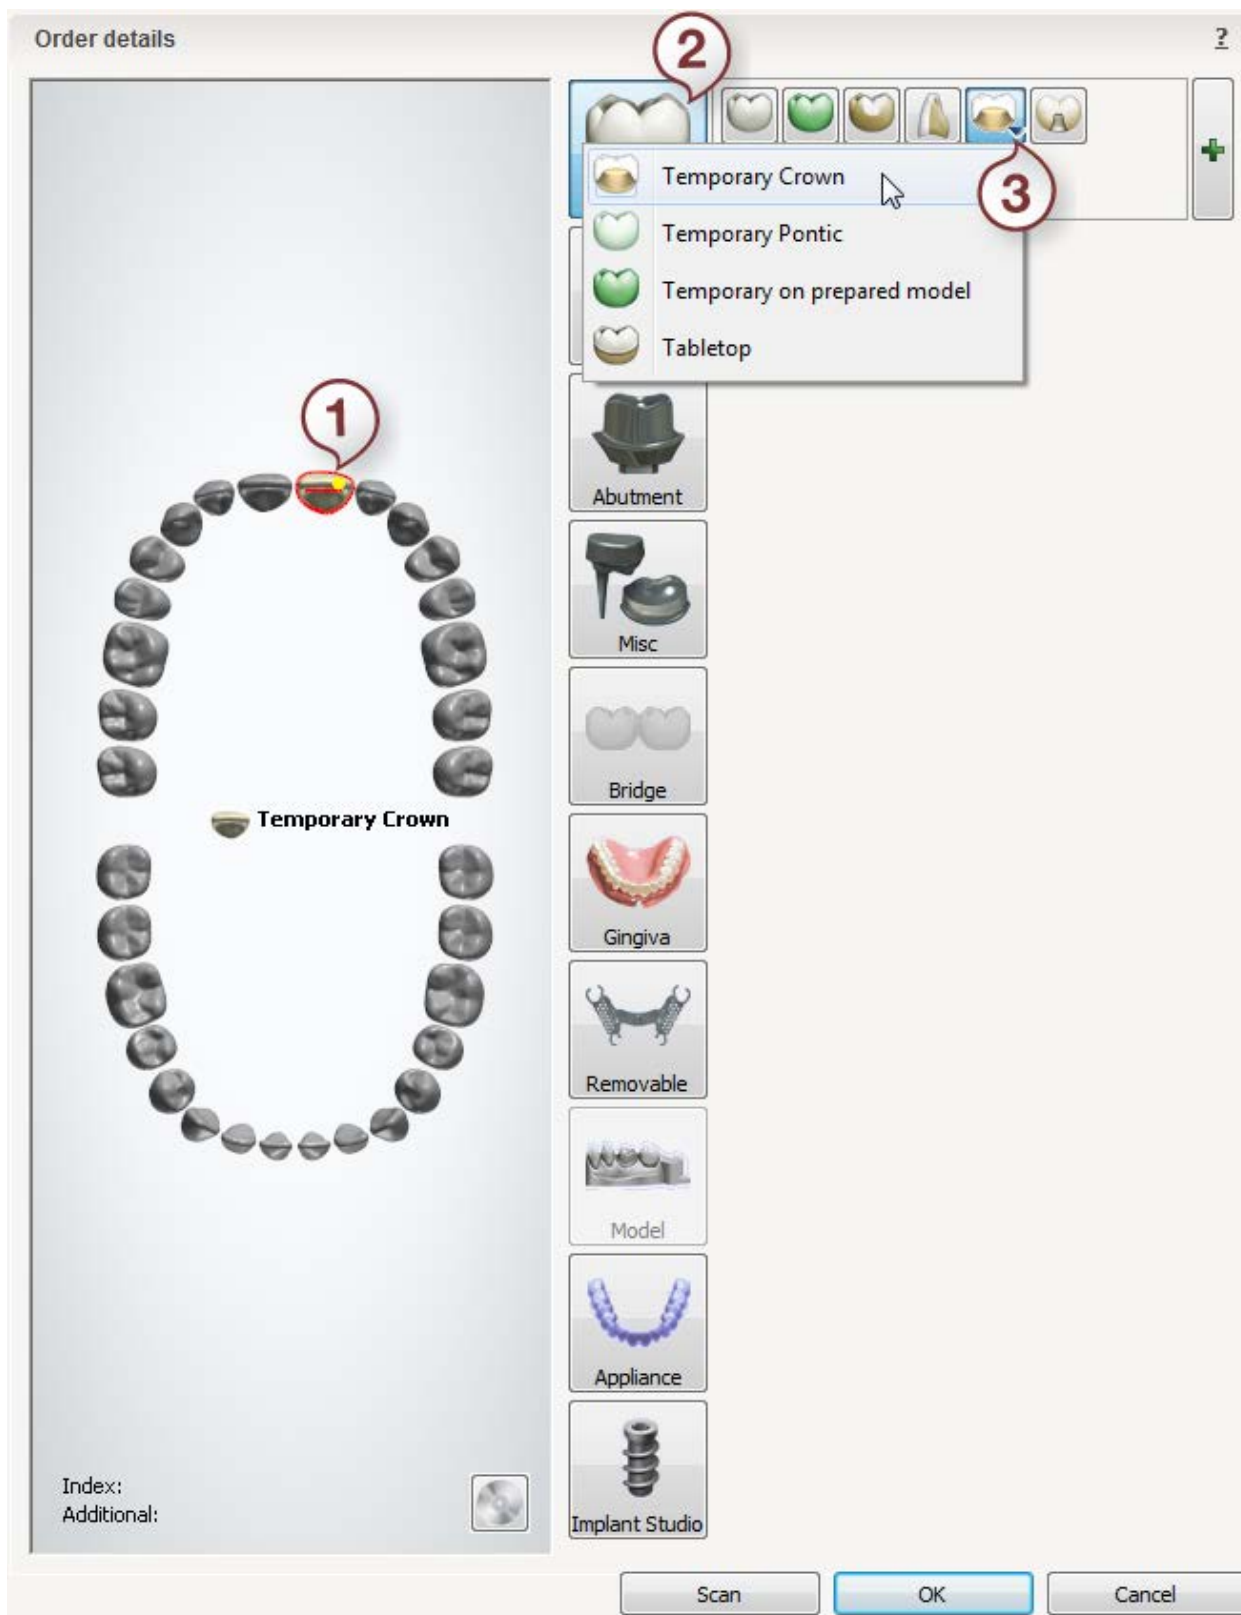 Order details
?
2
Temporary Crown
3
Temporary Pontic
Temporary on prepared model
Tabletop
1
Abutment
Misc
Bridge
Temporary Crown
Gingiva
Removable
Model
Appliance
Index:
Additional:
Implant Studio
Scan
OK
Cancel